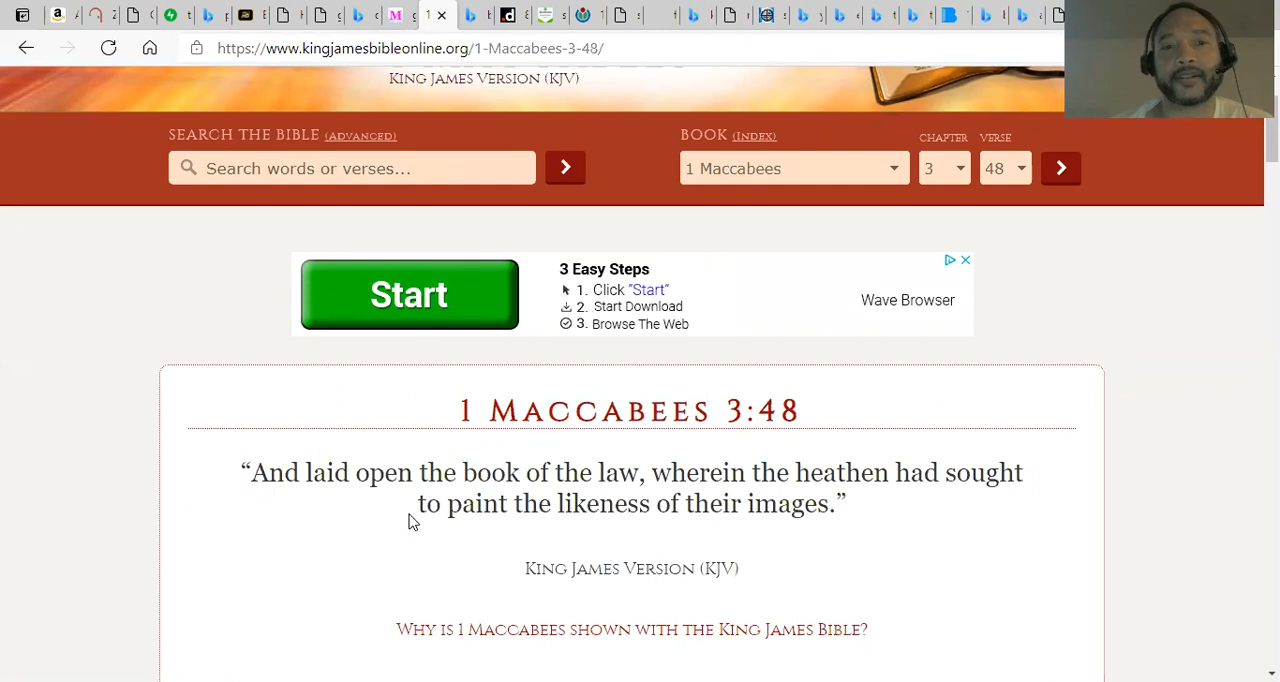 https://www.kingjamesbibleonline.org/1-Maccabees-3-48/
King James Version (KJV)
Search the Bible (Advanced)
Book (Index)
Chapter
Verse
Search words or verses...
1 Maccabees
3
48
Start
3 Easy Steps
1. Click "Start"
2. Start Download
3. Browse The Web
Wave Browser
1 Maccabees 3:48
“And laid open the book of the law, wherein the heathen had sought
to paint the likeness of their images.”
King James Version (KJV)
Why is 1 Maccabees shown with the King James Bible?